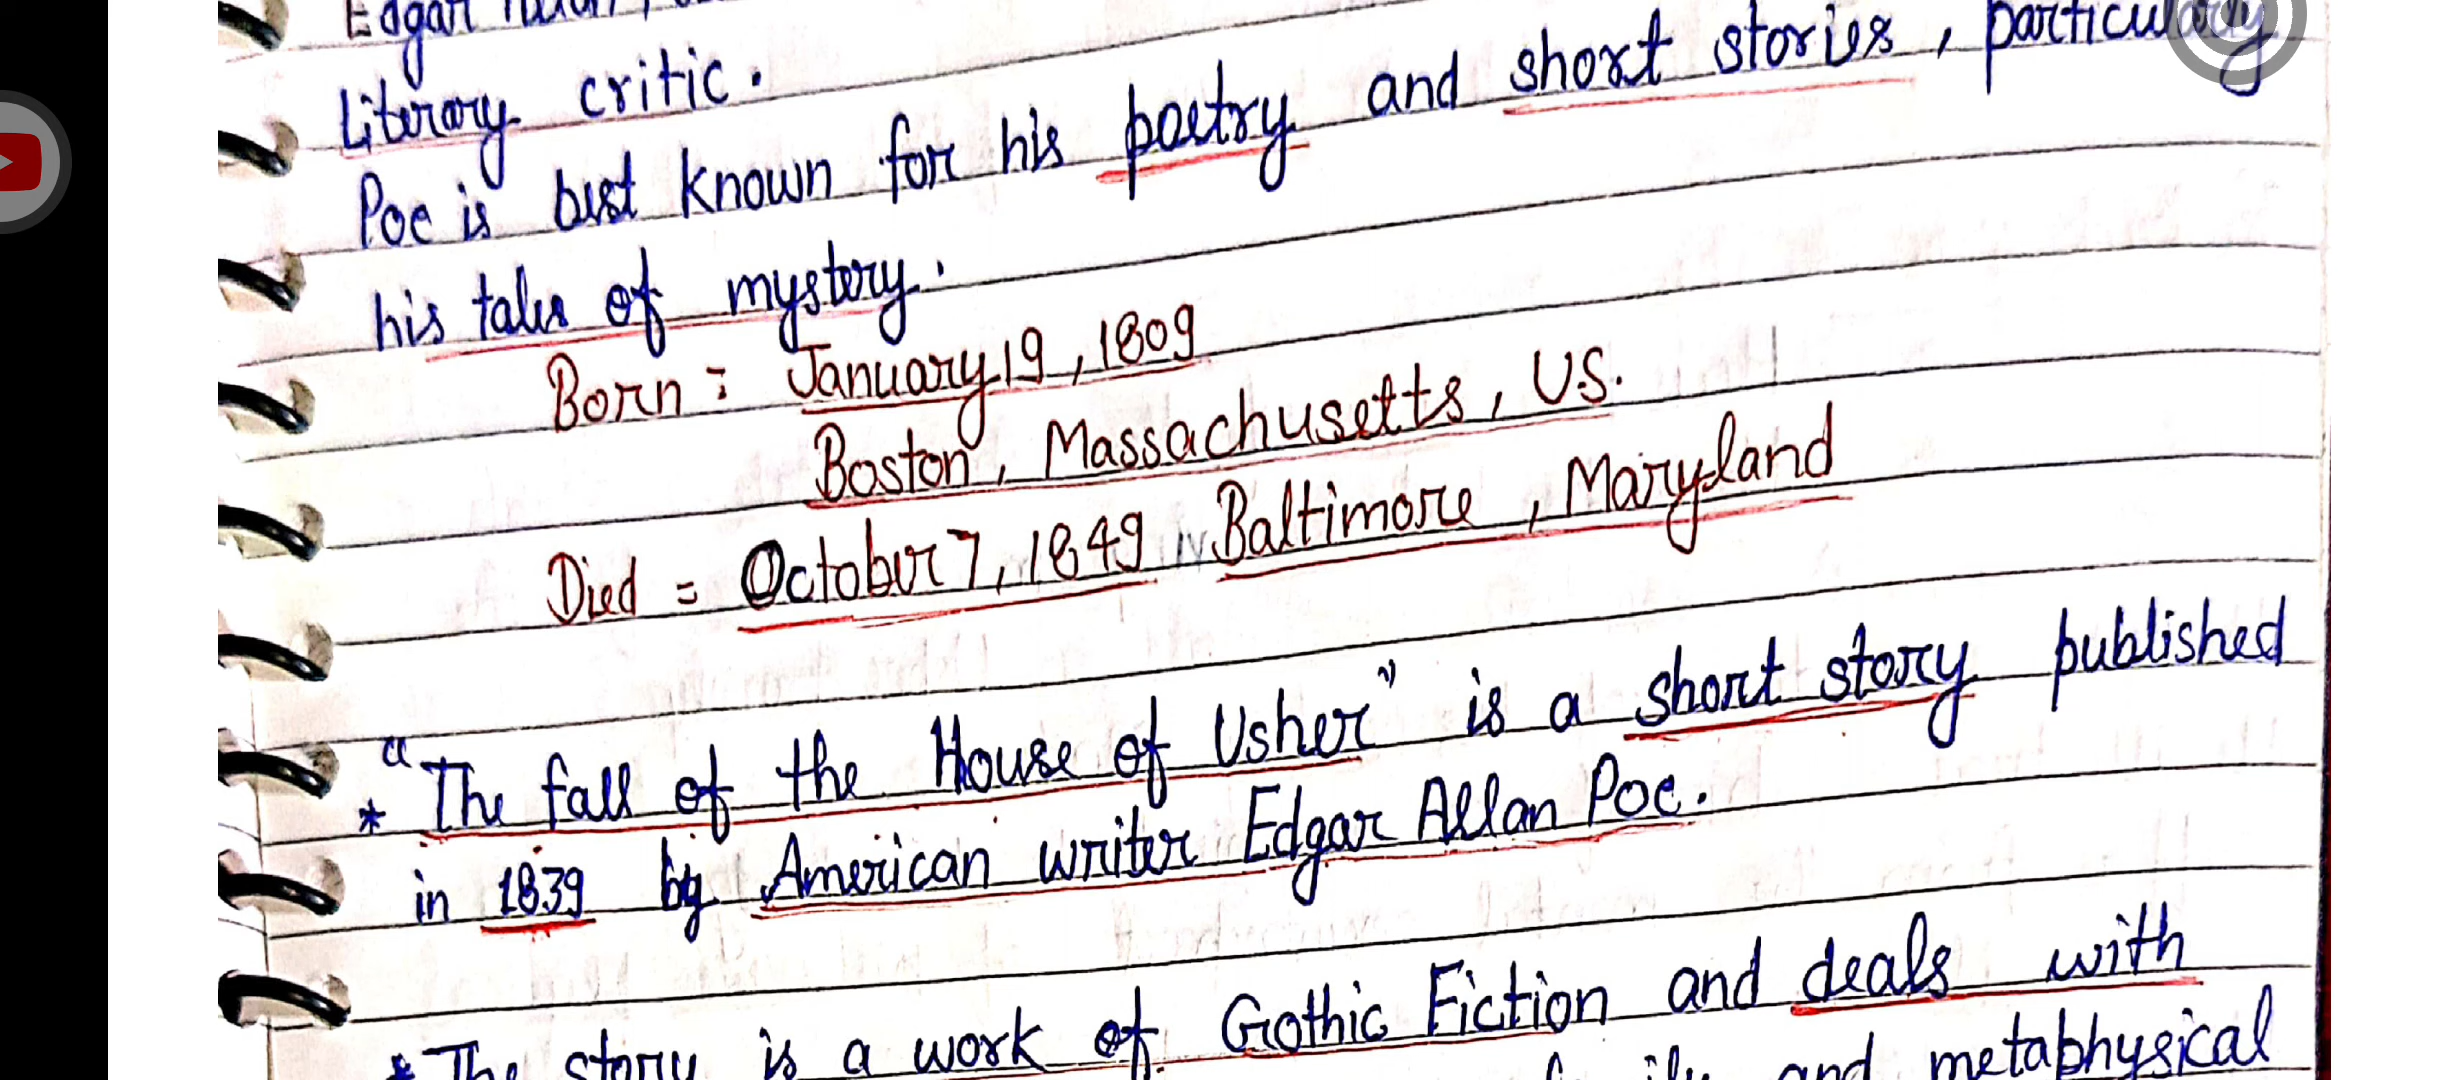 Edgar
Literary critic.
Poe is best known for his poetry and short stories, particularly
his tales of mystery.
Born = January 19, 1809
Boston, Massachusetts, US.
Died = October 7, 1849 Baltimore, Maryland
* "The fall of the House of Usher" is a short story published
in 1839 by American writer Edgar Allan Poe.
* The story is a work of Gothic Fiction and deals with
and metaphysical